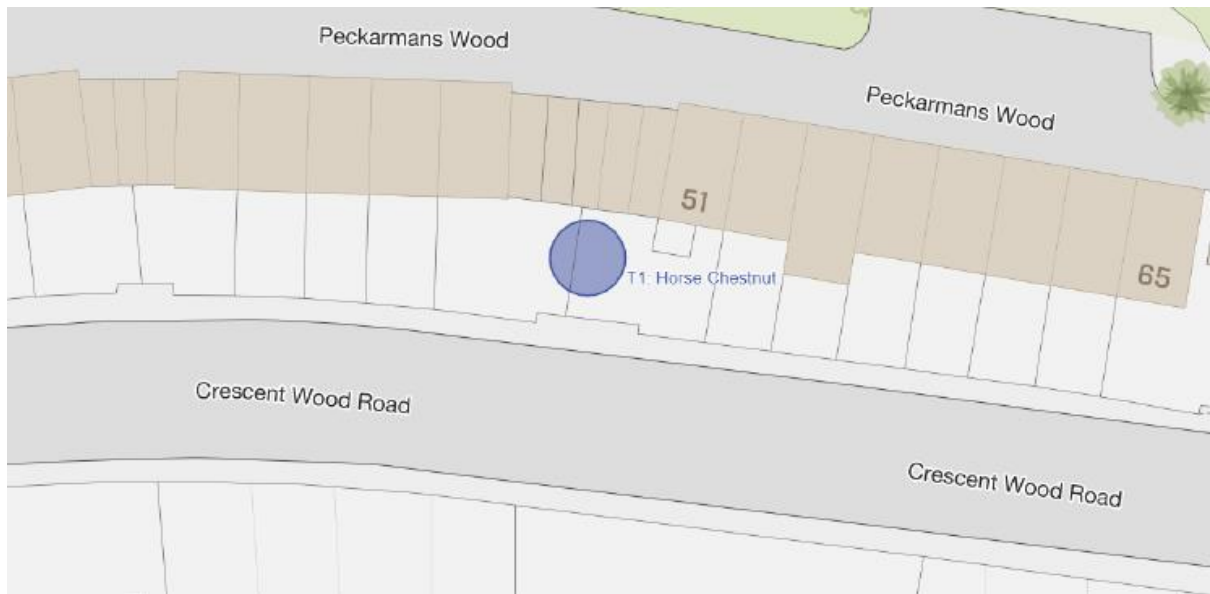 Peckarmans Wood
Peckarmans Wood
51
T1: Horse Chestnut
65
Crescent Wood Road
Crescent Wood Road